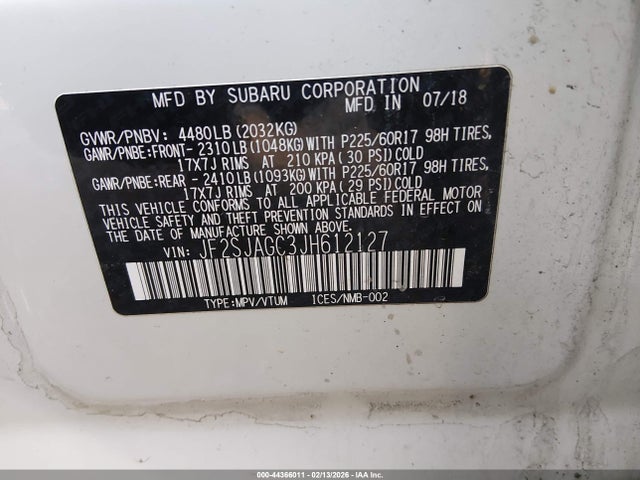 MFD BY SUBARU CORPORATION
MFD IN 07/18
GVWR/PNBV: 4480LB(2032KG)
GAWR/PNBE:FRONT- 2310LB(1048KG)WITH P225/60R17 98H TIRES,
17X7J RIMS AT 210 KPA(30 PSI)COLD
GAWR/PNBE:REAR - 2410LB(1093KG)WITH P225/60R17 98H TIRES,
17X7J RIMS AT 200 KPA(29 PSI)COLD
THIS VEHICLE CONFORMS TO ALL APPLICABLE FEDERAL MOTOR
VEHICLE SAFETY AND THEFT PREVENTION STANDARDS IN EFFECT
ON THE DATE OF MANUFACTURE SHOWN ABOVE.
VIN: JF2SJAGC3JH612127
TYPE:MPV/VTUM ICES/NMB-002
000-44366011 - 02/13/2026 - IAA Inc.